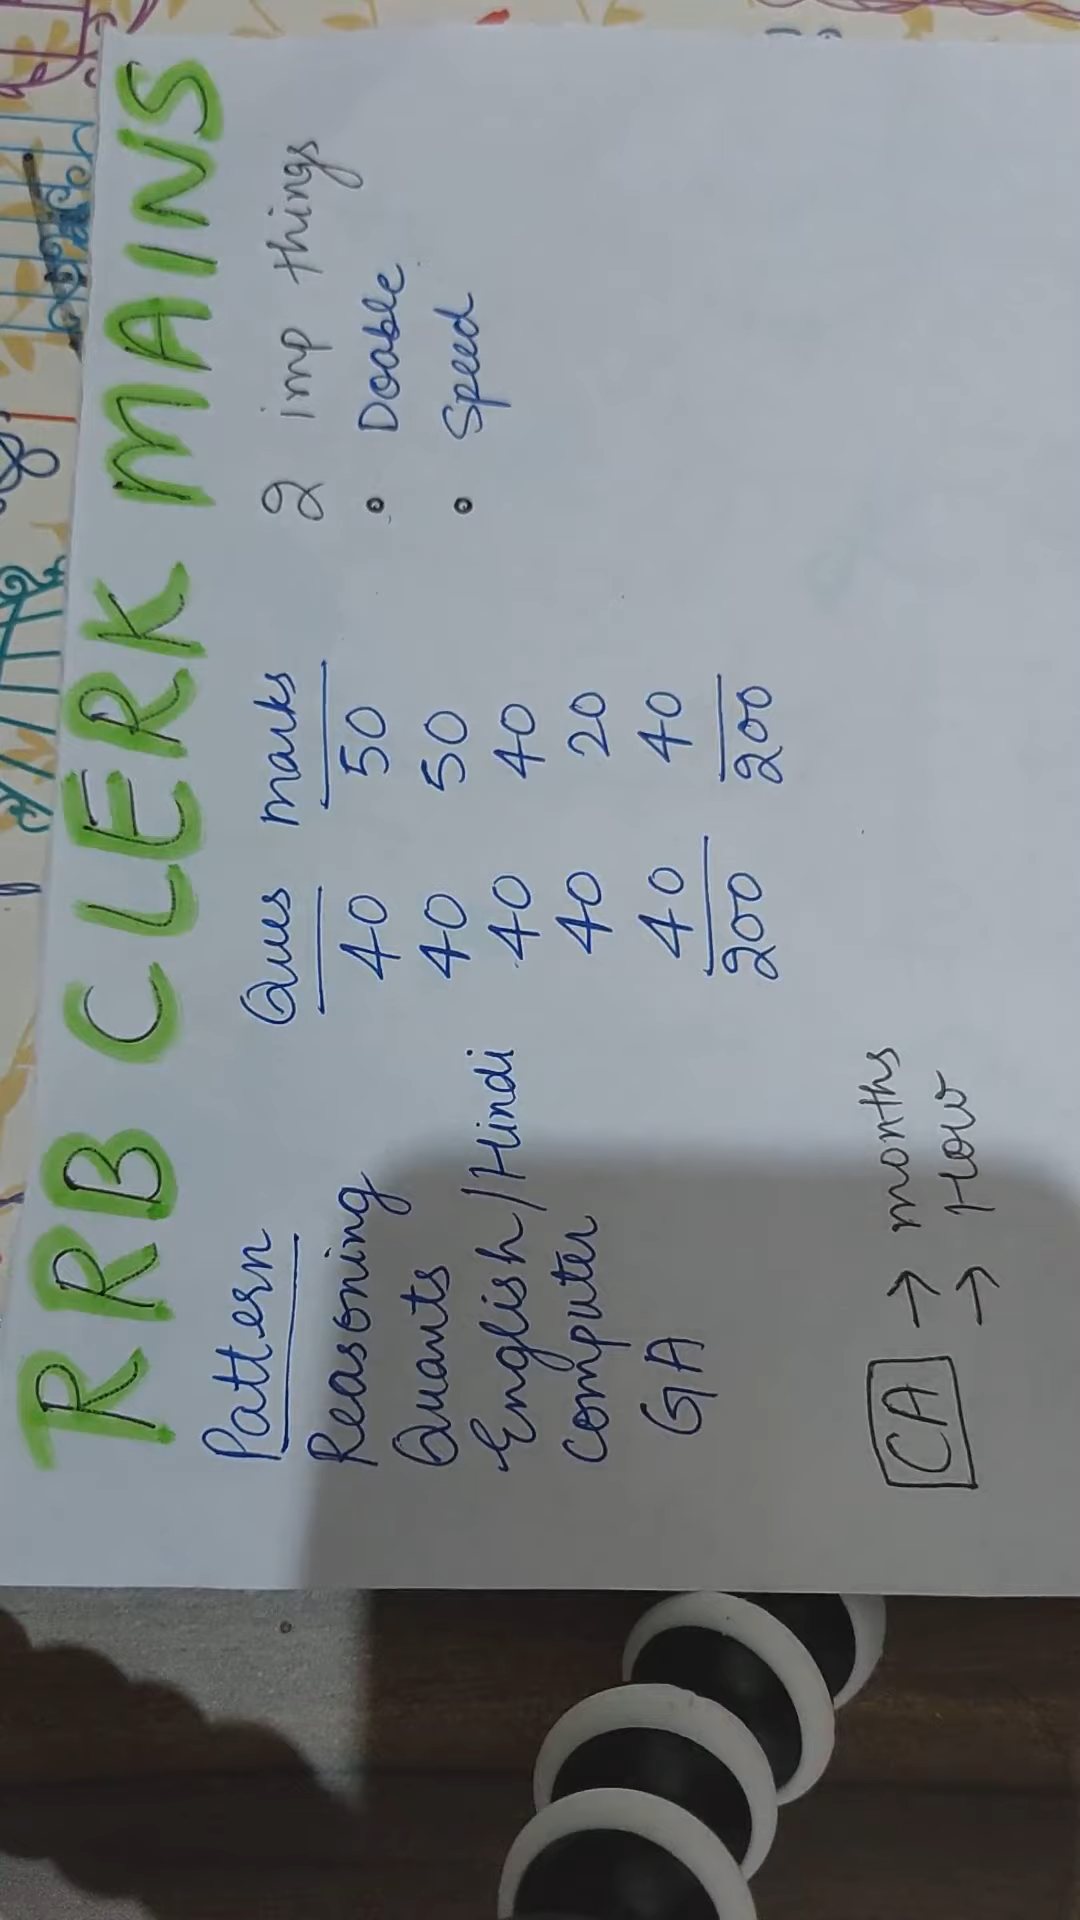 RRB CLERK MAINS
Pattern Ques marks 2 imp things
Reasoning 40 50 • Doable
Quants 40 50 • Speed
English/Hindi 40 40
Computer 40 20
GA 40 40
200 200
CA → months
→ How